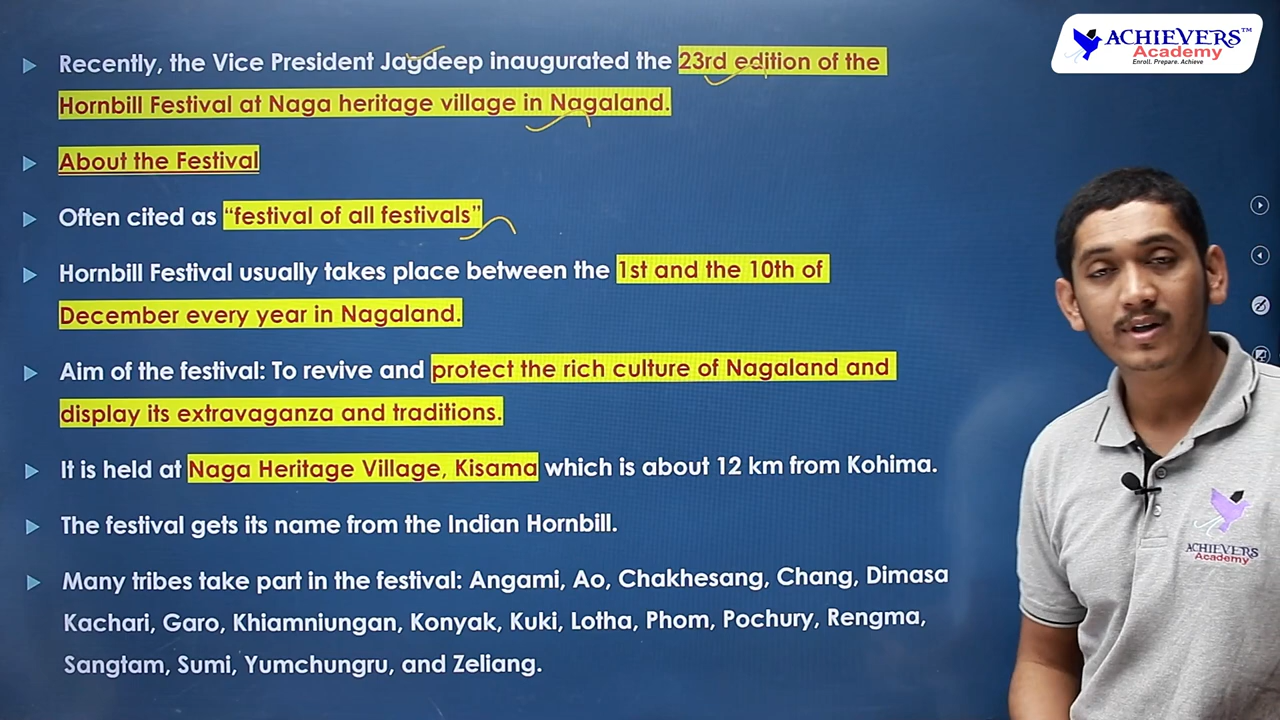 Recently, the Vice President Jagdeep inaugurated the 23rd edition of the
Hornbill Festival at Naga heritage village in Nagaland.
About the Festival
Often cited as “festival of all festivals”
Hornbill Festival usually takes place between the 1st and the 10th of
December every year in Nagaland.
Aim of the festival: To revive and protect the rich culture of Nagaland and
display its extravaganza and traditions.
It is held at Naga Heritage Village, Kisama which is about 12 km from Kohima.
The festival gets its name from the Indian Hornbill.
Many tribes take part in the festival: Angami, Ao, Chakhesang, Chang, Dimasa
Kachari, Garo, Khiamniungan, Konyak, Kuki, Lotha, Phom, Pochury, Rengma,
Sangtam, Sumi, Yumchungru, and Zeliang.
ACHIEVERS™
Academy
Enroll. Prepare. Achieve
ACHIEVERS
Academy